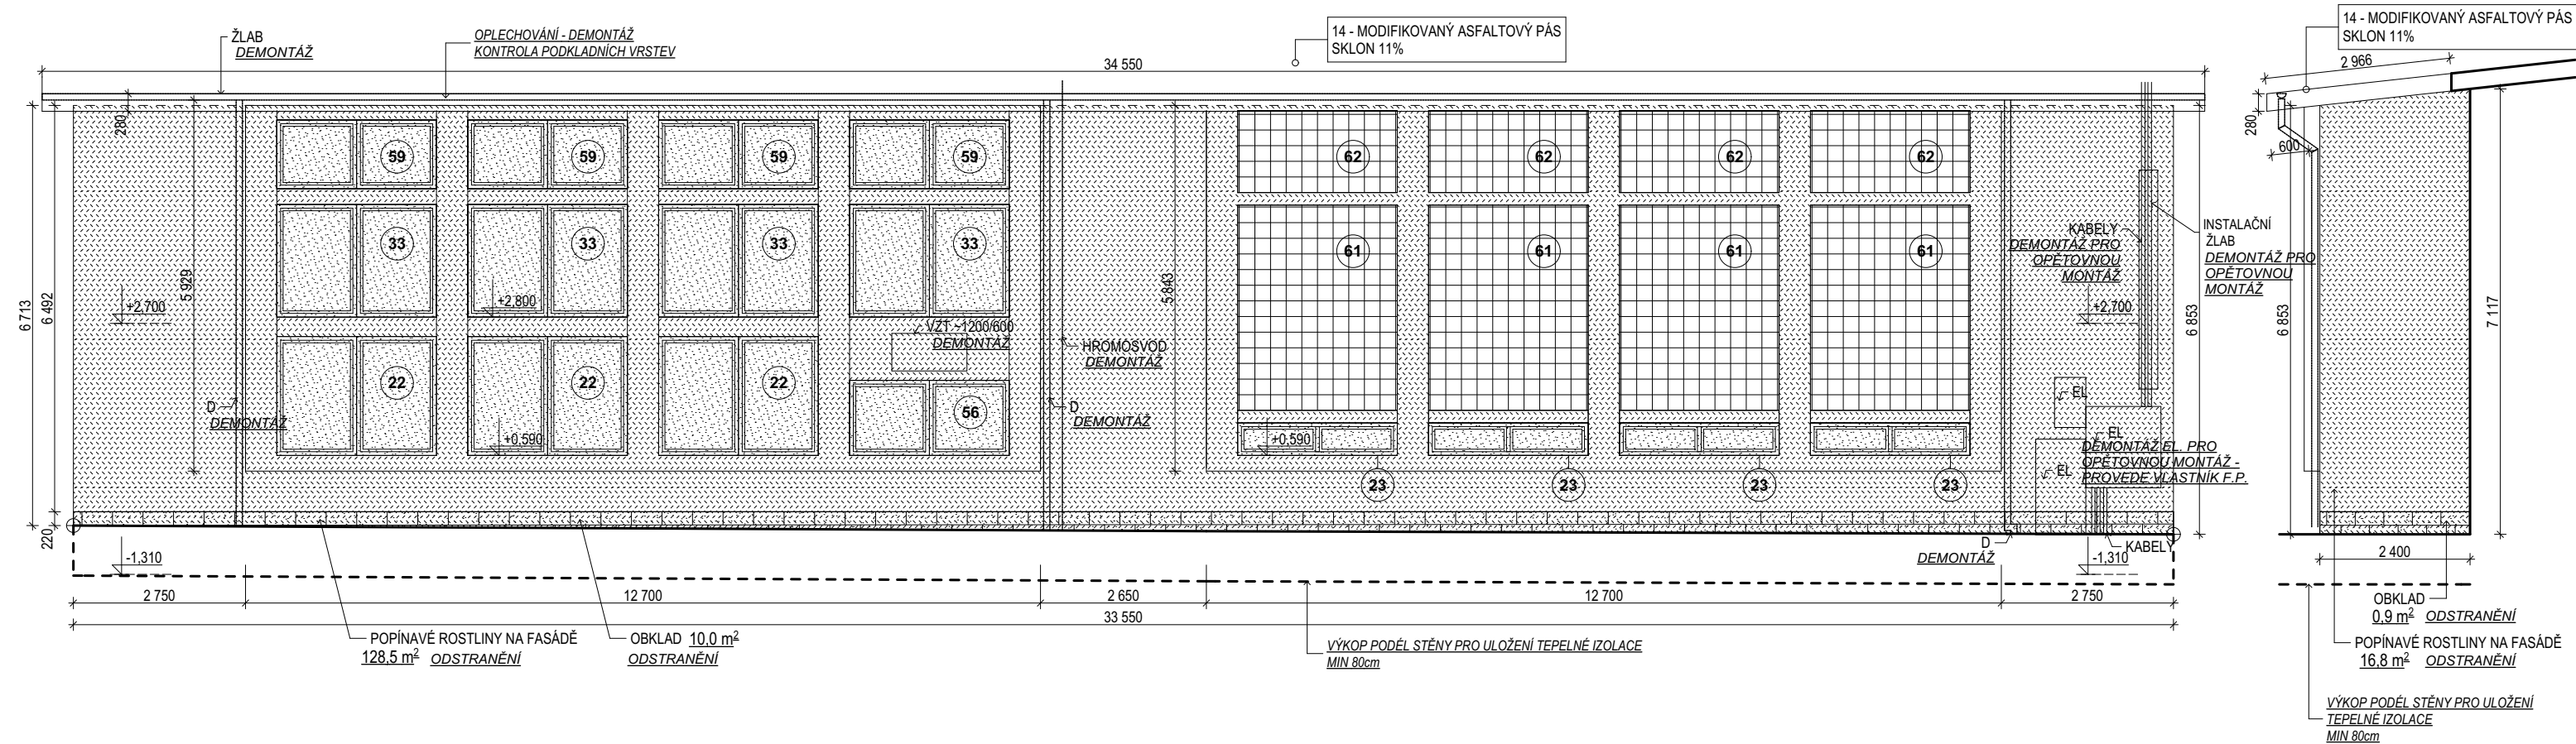 ŽLAB
DEMONTÁŽ
OPLECHOVÁNÍ - DEMONTÁŽ
KONTROLA PODKLADNÍCH VRSTEV
14 - MODIFIKOVANÝ ASFALTOVÝ PÁS
SKLON 11%
34 550
14 - MODIFIKOVANÝ ASFALTOVÝ PÁS
SKLON 11%
2 966
280
280
600
59
59
59
59
62
62
62
62
33
33
33
33
61
61
61
61
6 713
6 492
5 929
5 843
+2,700
+2,800
VZT ~1200/600
DEMONTÁŽ
HROMOSVOD
DEMONTÁŽ
KABELY
DEMONTÁŽ PRO
OPĚTOVNOU
MONTÁŽ
+2,700
INSTALAČNÍ
ŽLAB
DEMONTÁŽ PRO
OPĚTOVNOU
MONTÁŽ
6 853
6 853
7 117
22
22
22
56
D
DEMONTÁŽ
D
DEMONTÁŽ
+0,590
+0,590
EL
EL
EL
DEMONTÁŽ EL. PRO
OPĚTOVNOU MONTÁŽ -
PROVEDE VLASTNÍK F.P.
23
23
23
23
220
-1,310
D
DEMONTÁŽ
KABELY
-1,310
2 400
2 750
12 700
2 650
12 700
2 750
33 550
POPÍNAVÉ ROSTLINY NA FASÁDĚ
128,5 m2 ODSTRANĚNÍ
OBKLAD 10,0 m2
ODSTRANĚNÍ
VÝKOP PODÉL STĚNY PRO ULOŽENÍ TEPELNÉ IZOLACE
MIN 80cm
OBKLAD
0,9 m2 ODSTRANĚNÍ
POPÍNAVÉ ROSTLINY NA FASÁDĚ
16,8 m2 ODSTRANĚNÍ
VÝKOP PODÉL STĚNY PRO ULOŽENÍ
TEPELNÉ IZOLACE
MIN 80cm